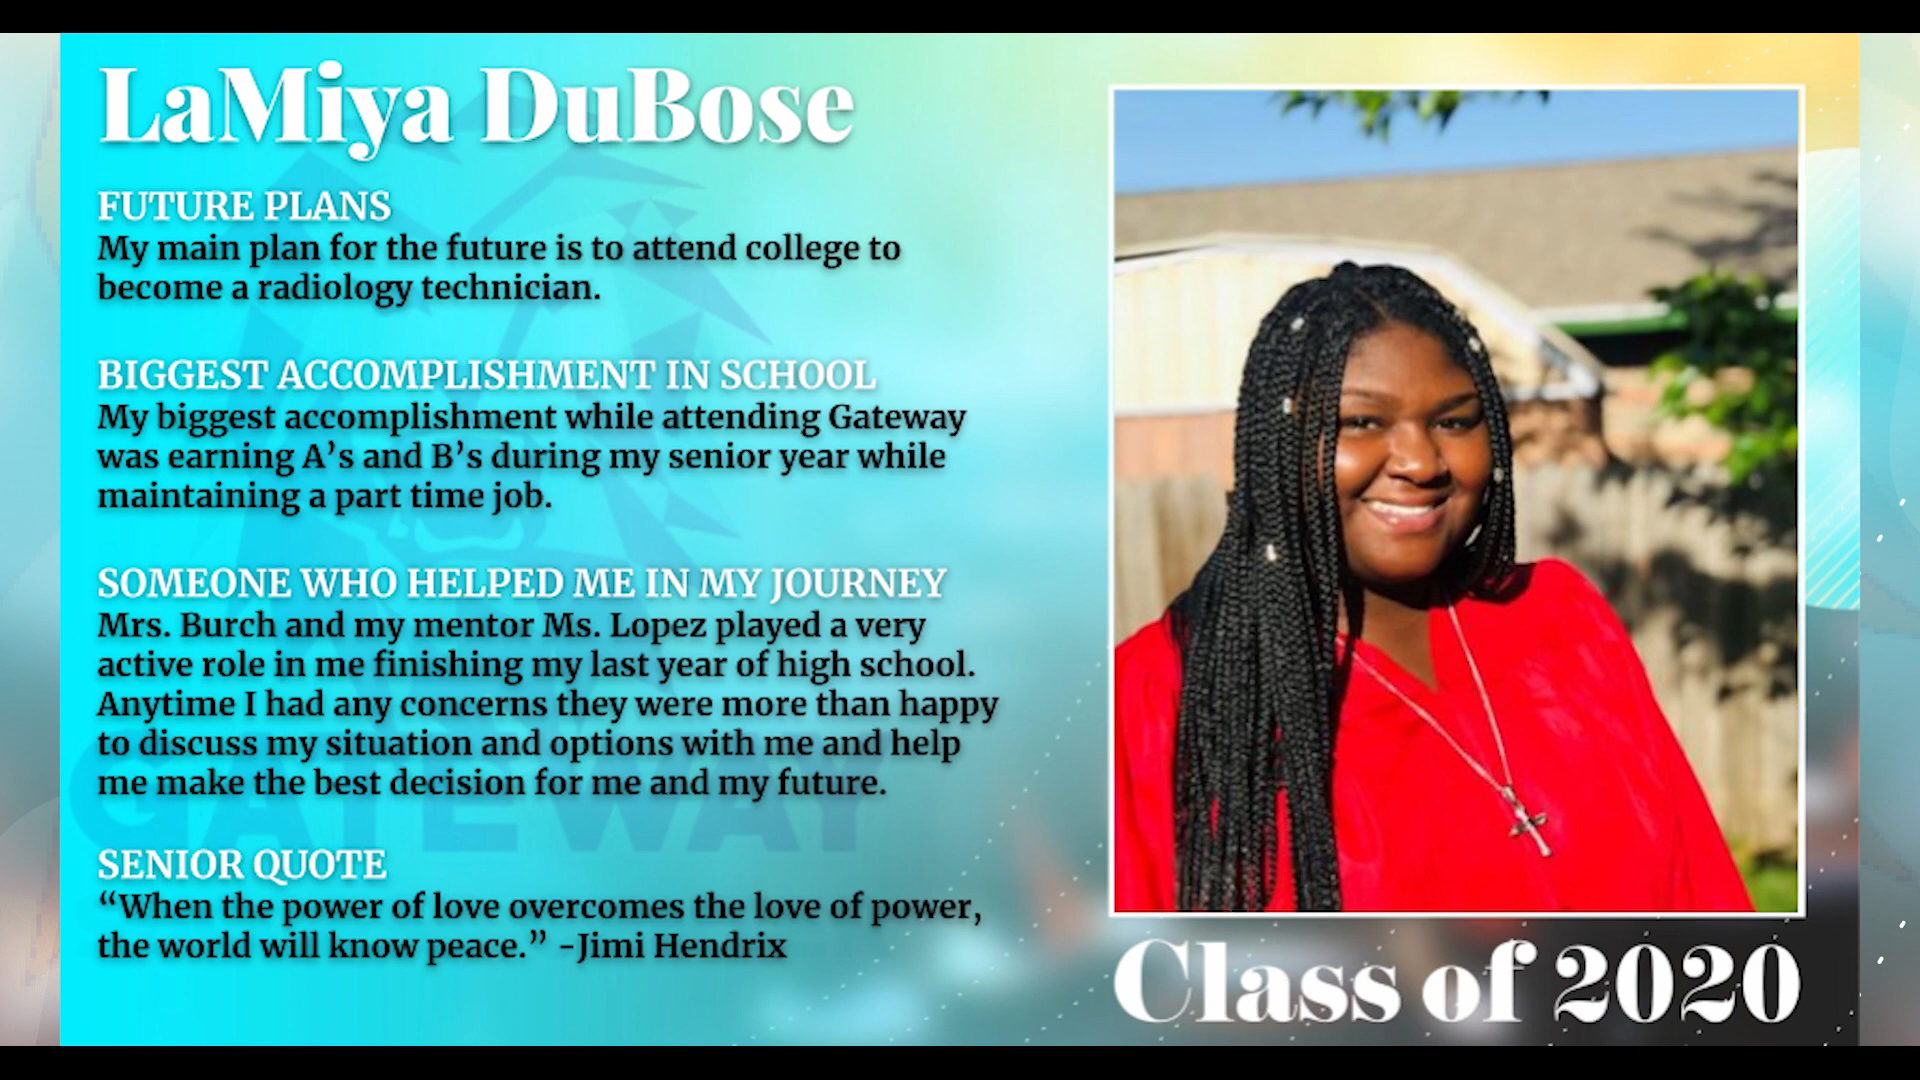 LaMiya DuBose
FUTURE PLANS
My main plan for the future is to attend college to
become a radiology technician.
BIGGEST ACCOMPLISHMENT IN SCHOOL
My biggest accomplishment while attending Gateway
was earning A’s and B’s during my senior year while
maintaining a part time job.
SOMEONE WHO HELPED ME IN MY JOURNEY
Mrs. Burch and my mentor Ms. Lopez played a very
active role in me finishing my last year of high school.
Anytime I had any concerns they were more than happy
to discuss my situation and options with me and help
me make the best decision for me and my future.
GATEWAY
SENIOR QUOTE
“When the power of love overcomes the love of power,
the world will know peace.” -Jimi Hendrix
Class of 2020